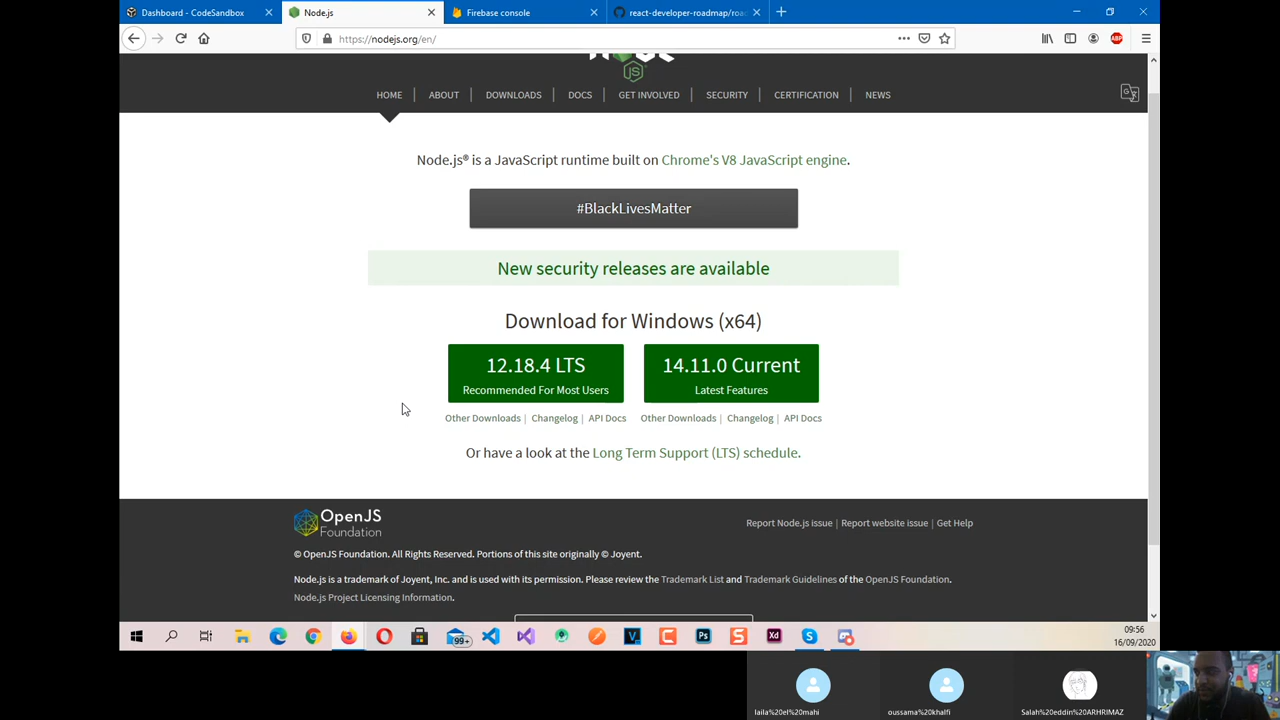 Dashboard - CodeSandbox
Node.js
Firebase console
react-developer-roadmap/roa
https://nodejs.org/en/
ABP
JS
HOME | ABOUT | DOWNLOADS | DOCS | GET INVOLVED | SECURITY | CERTIFICATION | NEWS
Node.js® is a JavaScript runtime built on Chrome's V8 JavaScript engine.
#BlackLivesMatter
New security releases are available
Download for Windows (x64)
12.18.4 LTS
Recommended For Most Users
14.11.0 Current
Latest Features
Other Downloads | Changelog | API Docs
Other Downloads | Changelog | API Docs
Or have a look at the Long Term Support (LTS) schedule.
OpenJS
Foundation
Report Node.js issue | Report website issue | Get Help
© OpenJS Foundation. All Rights Reserved. Portions of this site originally © Joyent.
Node.js is a trademark of Joyent, Inc. and is used with its permission. Please review the Trademark List and Trademark Guidelines of the OpenJS Foundation.
Node.js Project Licensing Information.
99+
Ps
Xd
09:56
16/09/2020
laila%20el%20mahi
oussama%20khalfi
Salah%20eddin%20ARHRIMAZ